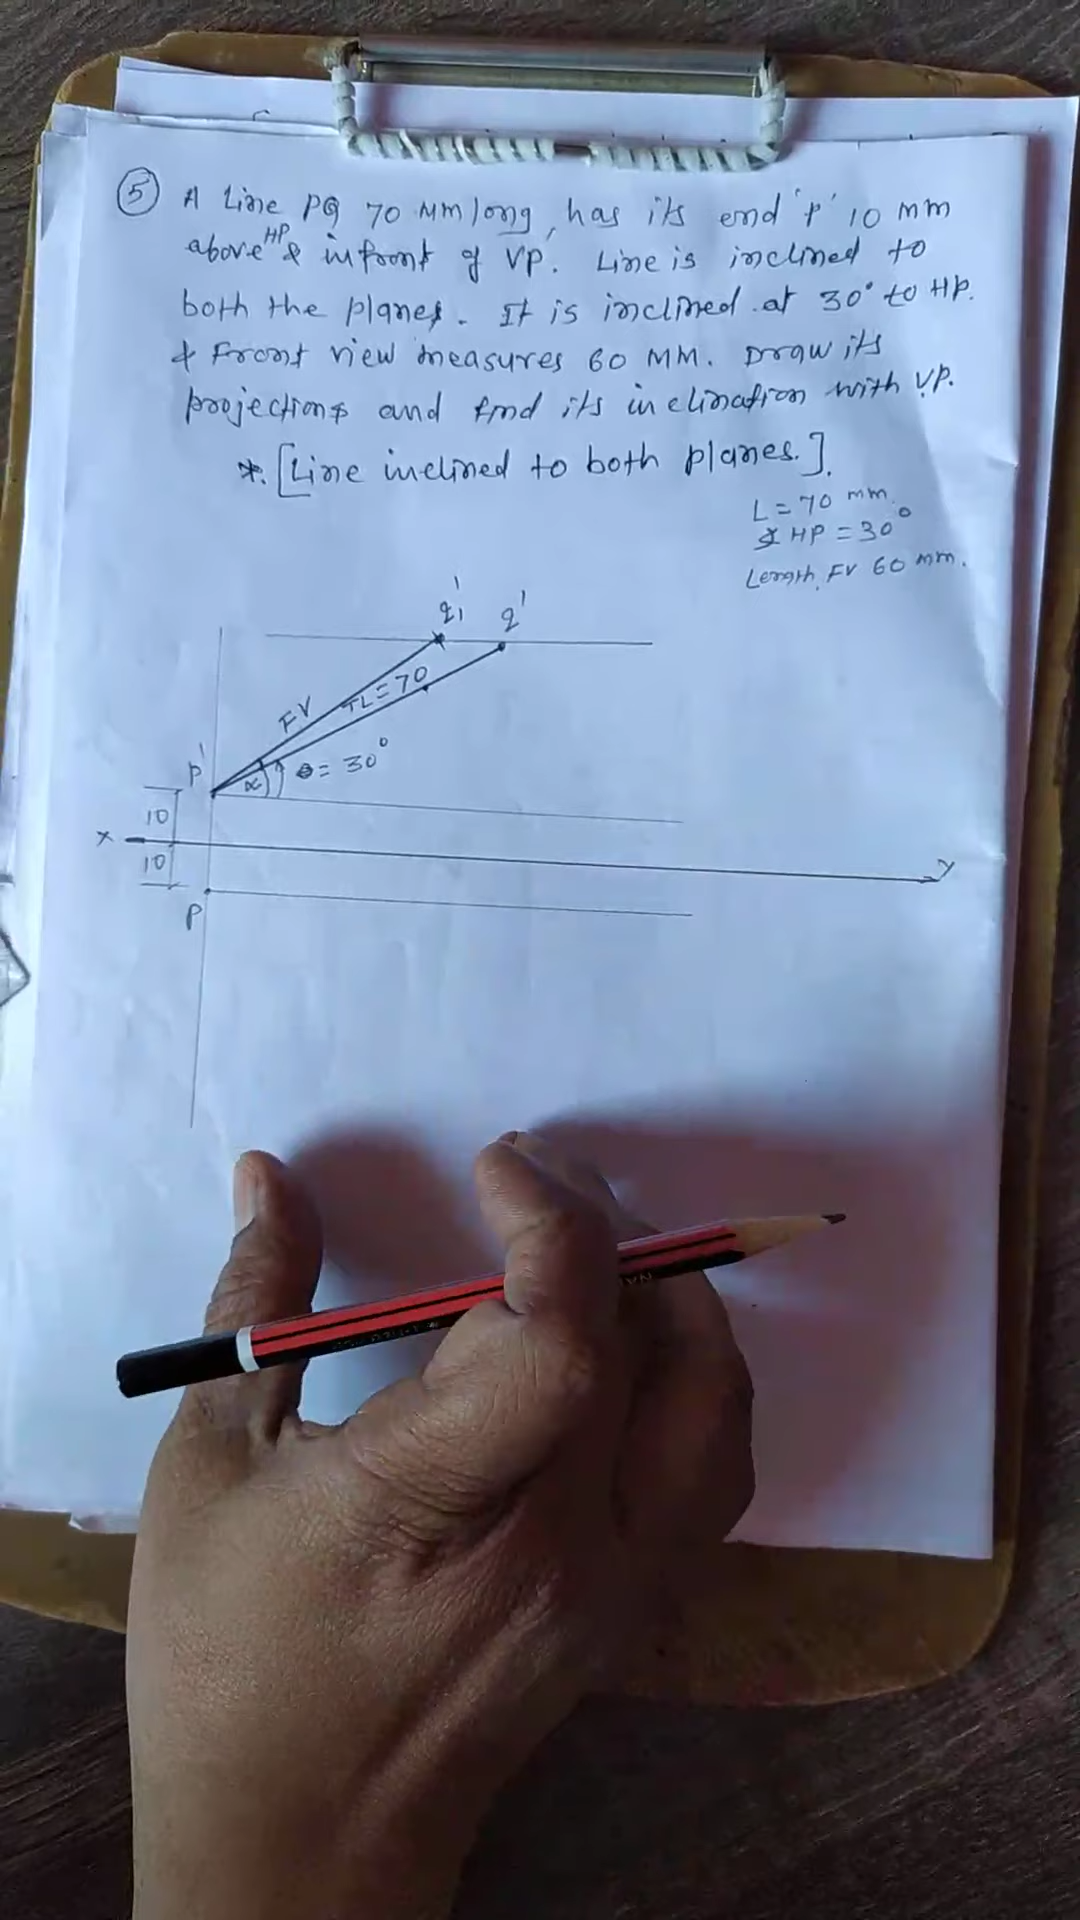 5 A Line PQ 70 MM long, has its end 'P' 10 mm
above HP & infront of VP. Line is inclined to
both the planes. It is inclined at 30° to HP.
& Front view measures 60 MM. Draw its
projections and find its inclination with VP.
*. [Line inclined to both planes.].
L = 70 mm.
∠ HP = 30°
Length FV 60 mm.
q1' q'
FV TL=70
p' α θ = 30°
10
X Y
10
P